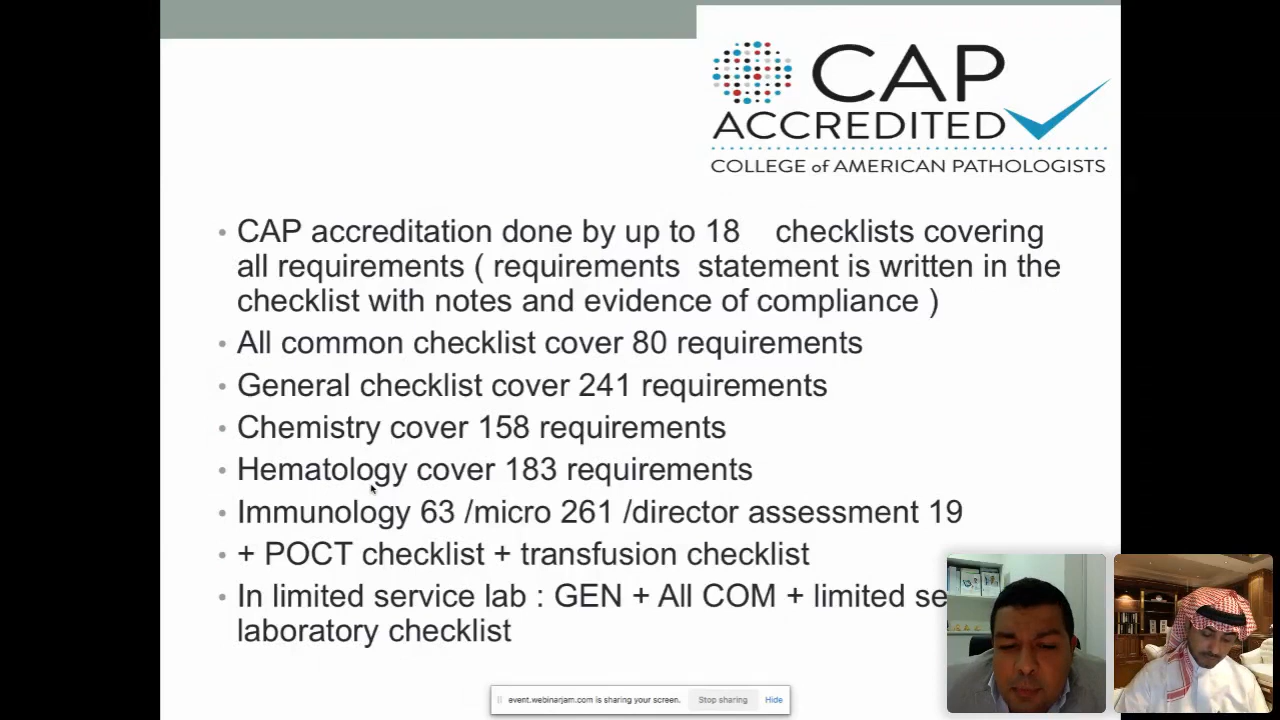 CAP
ACCREDITED
COLLEGE of AMERICAN PATHOLOGISTS
• CAP accreditation done by up to 18 checklists covering
all requirements ( requirements statement is written in the
checklist with notes and evidence of compliance )
• All common checklist cover 80 requirements
• General checklist cover 241 requirements
• Chemistry cover 158 requirements
• Hematology cover 183 requirements
• Immunology 63 /micro 261 /director assessment 19
• + POCT checklist + transfusion checklist
• In limited service lab : GEN + All COM + limited se
laboratory checklist
event.webinarjam.com is sharing your screen. Stop sharing Hide